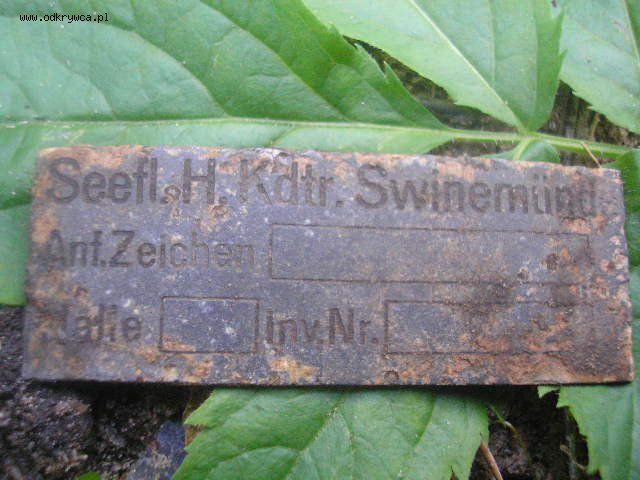 www.odkrywca.pl
Seefl. H. Kdtr. Swinemünd
Anf.Zeichen
Halle Inv.Nr.